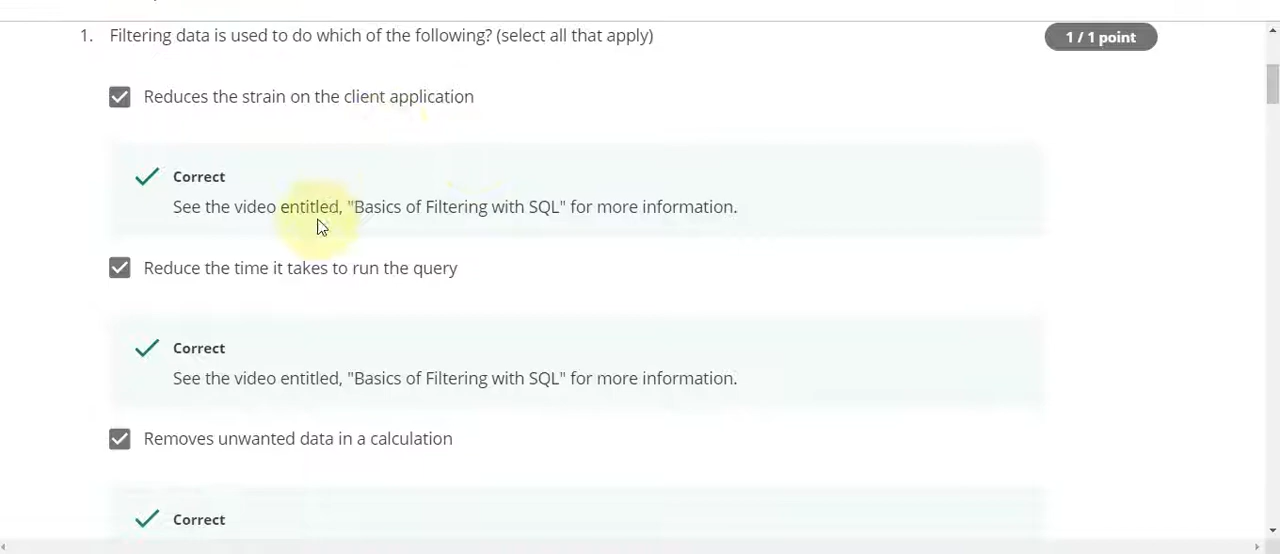 1. Filtering data is used to do which of the following? (select all that apply)
1 / 1 point
Reduces the strain on the client application
Correct
See the video entitled, "Basics of Filtering with SQL" for more information.
Reduce the time it takes to run the query
Correct
See the video entitled, "Basics of Filtering with SQL" for more information.
Removes unwanted data in a calculation
Correct